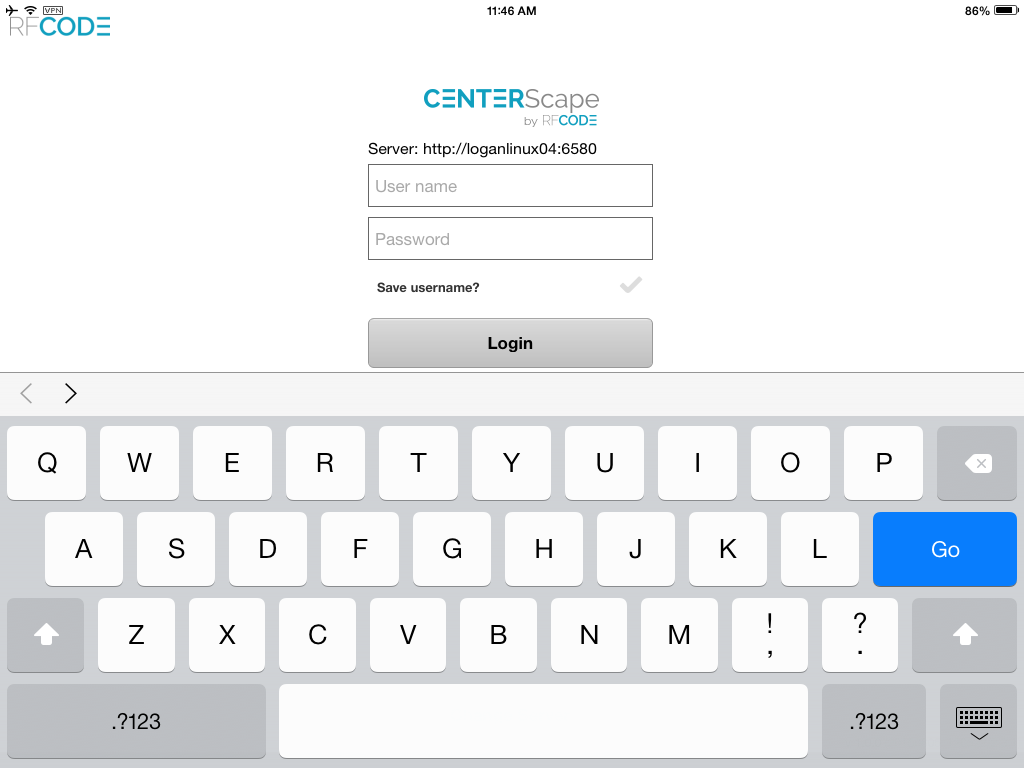 VPN 11:46 AM 86%
RFCODE
CENTERScape
by RFCODE
Server: http://loganlinux04:6580
User name
Password
Save username?
Login
Q W E R T Y U I O P
A S D F G H J K L Go
Z X C V B N M ! , ? .
.?123 .?123